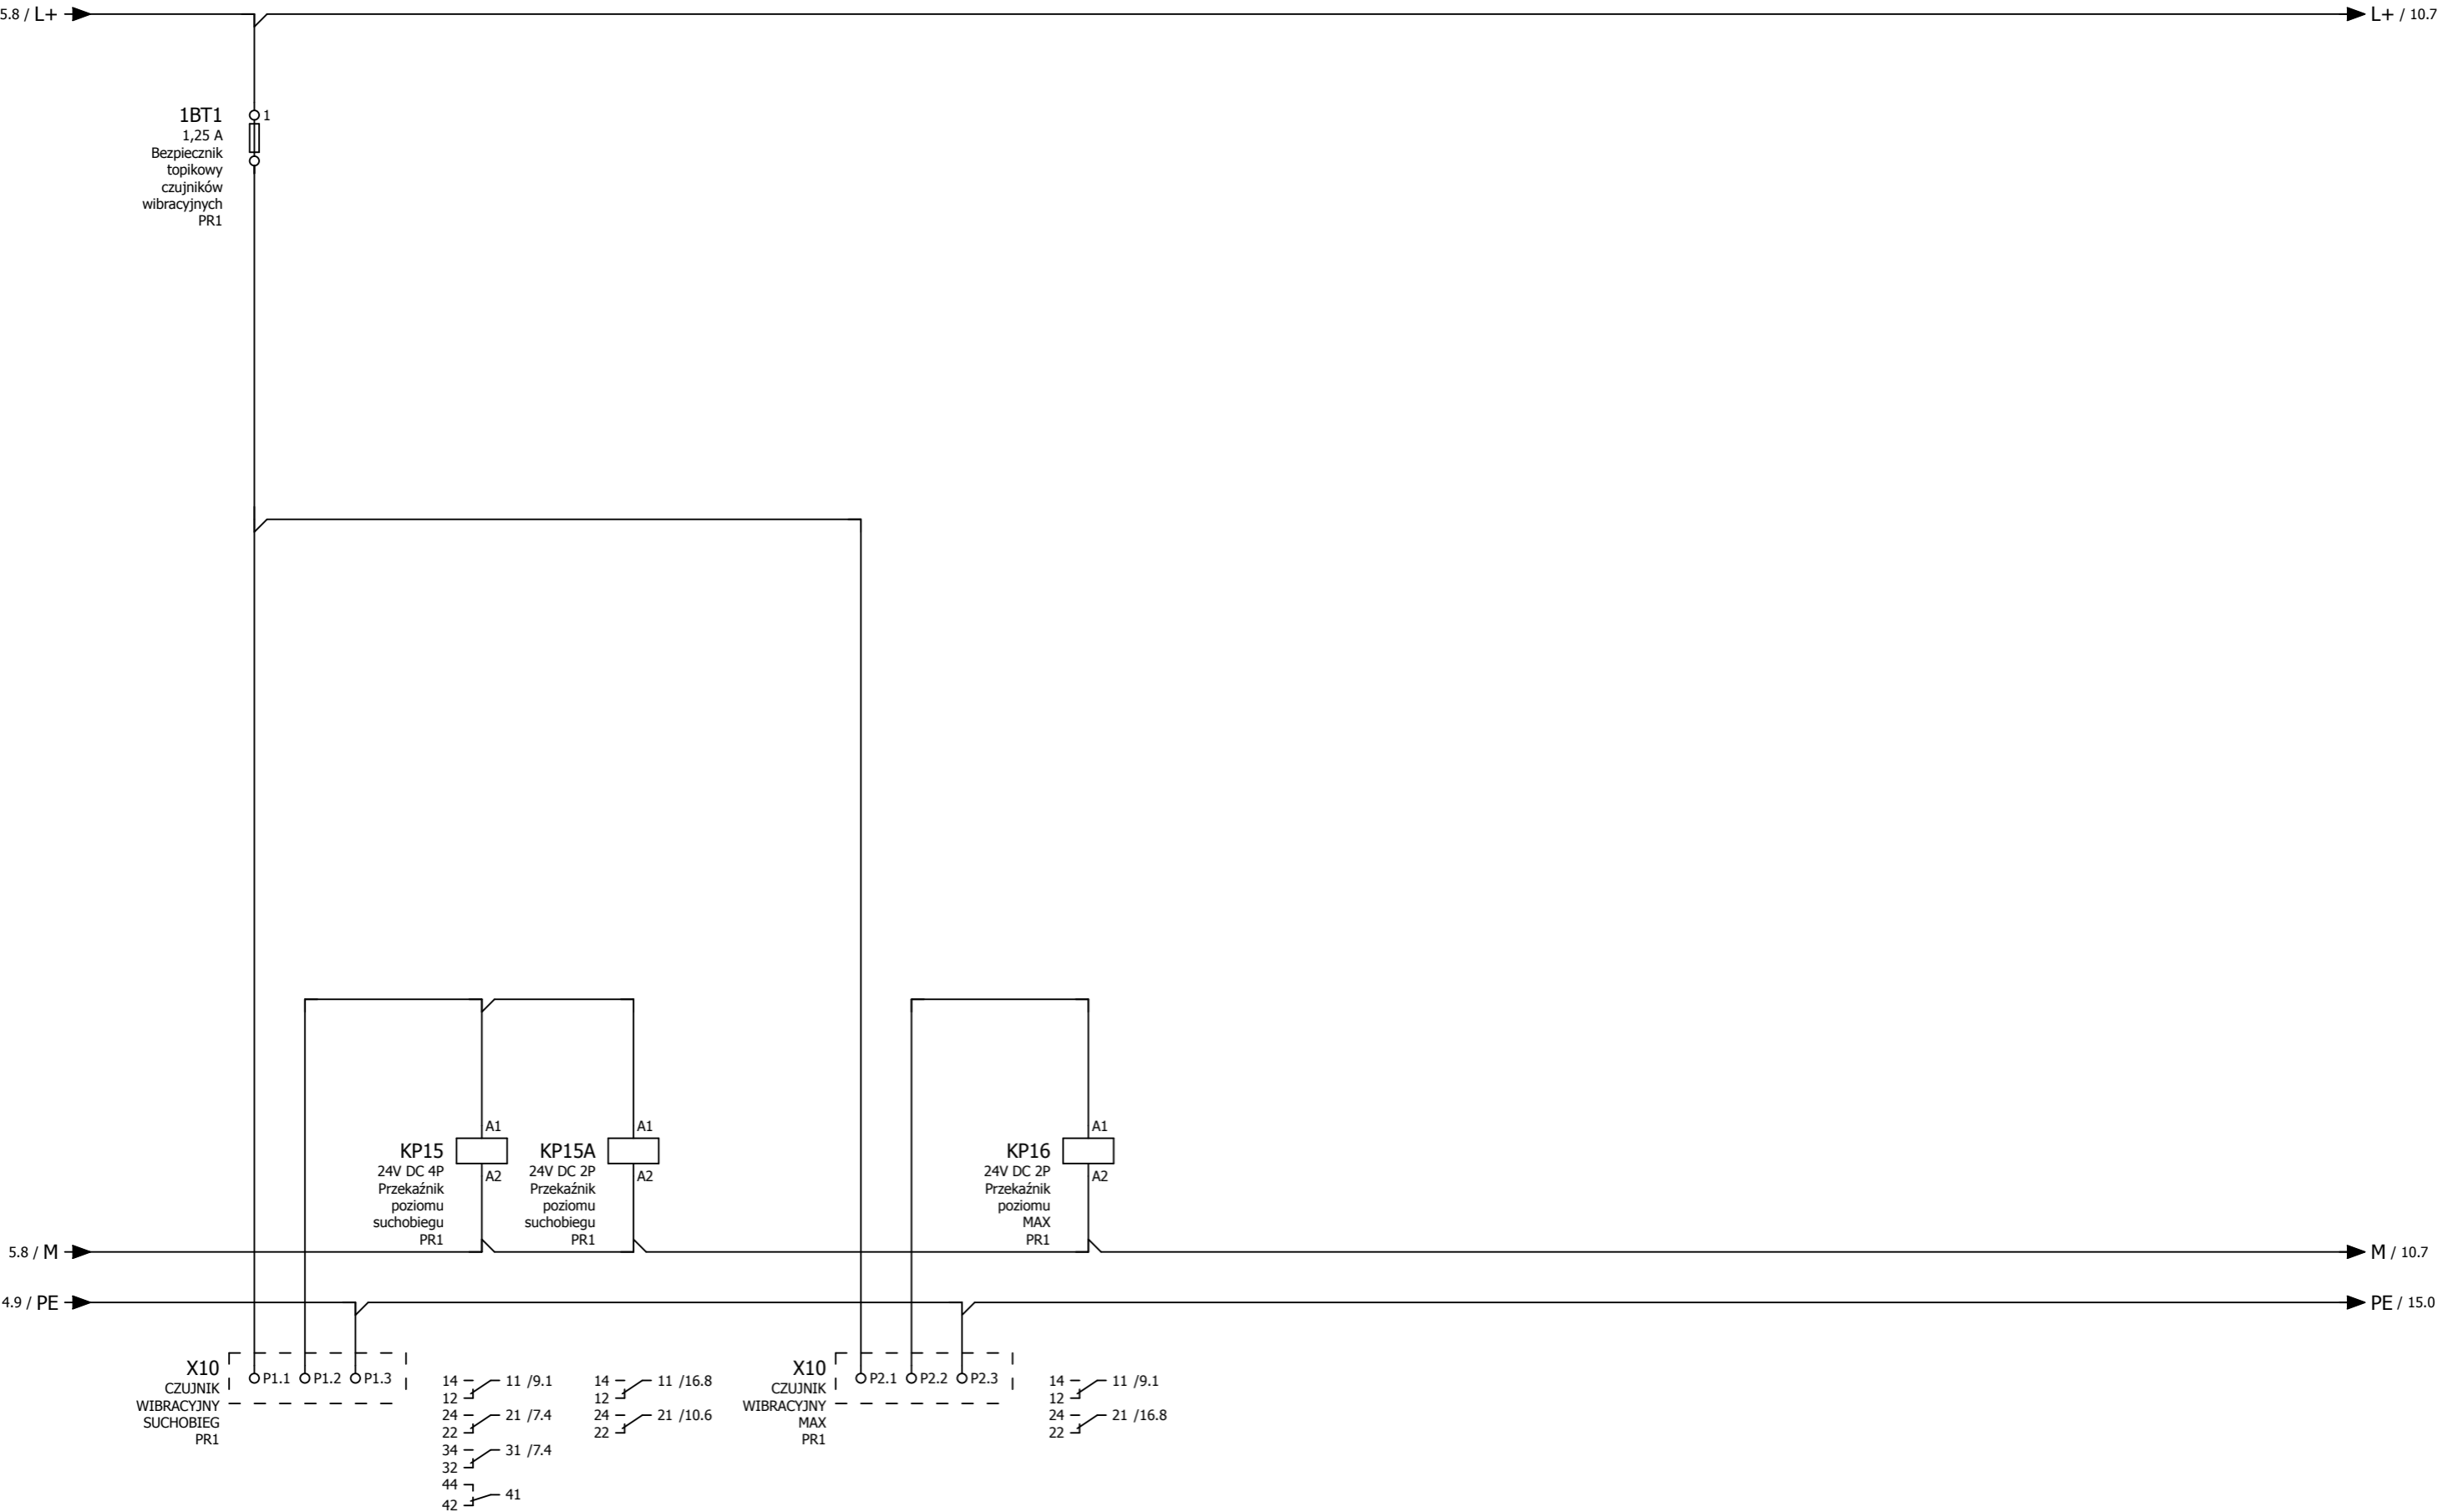 5.8 / L+
L+ / 10.7
1BT1
1,25 A
Bezpiecznik
topikowy
czujników
wibracyjnych
PR1
1
KP15
24V DC 4P
Przekaźnik
poziomu
suchobiegu
PR1
A1
A2
KP15A
24V DC 2P
Przekaźnik
poziomu
suchobiegu
PR1
A1
A2
KP16
24V DC 2P
Przekaźnik
poziomu
MAX
PR1
A1
A2
5.8 / M
M / 10.7
4.9 / PE
PE / 15.0
X10
CZUJNIK
WIBRACYJNY
SUCHOBIEG
PR1
P1.1 P1.2 P1.3
14 11 /9.1
12
24 21 /7.4
22
34 31 /7.4
32
44
42 41
14 11 /16.8
12
24 21 /10.6
22
X10
CZUJNIK
WIBRACYJNY
MAX
PR1
P2.1 P2.2 P2.3
14 11 /9.1
12
24 21 /16.8
22